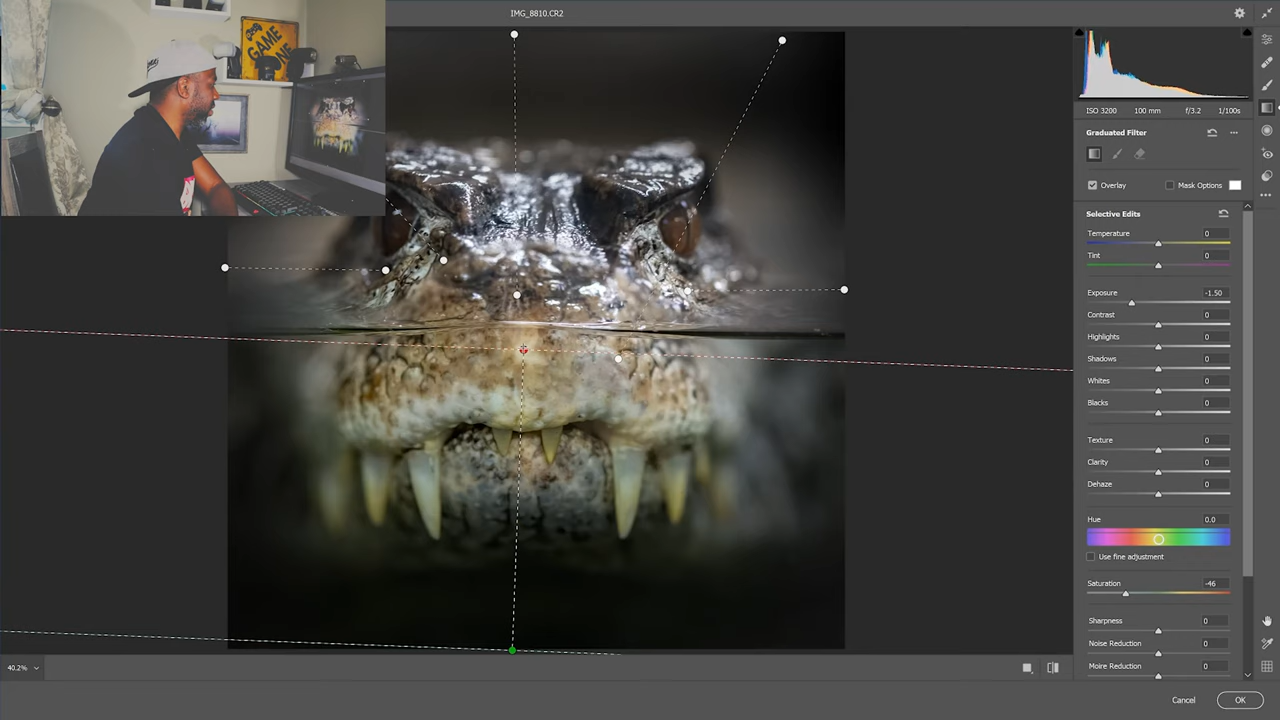 IMG_8810.CR2
GAME
ONE
ISO 3200 100 mm f/3.2 1/100s
Graduated Filter
Overlay Mask Options
Selective Edits
Temperature 0
Tint 0
Exposure -1.50
Contrast 0
Highlights 0
Shadows 0
Whites 0
Blacks 0
Texture 0
Clarity 0
Dehaze 0
Hue 0.0
Use fine adjustment
Saturation -46
Sharpness 0
Noise Reduction 0
Moire Reduction 0
40.2%
Cancel OK